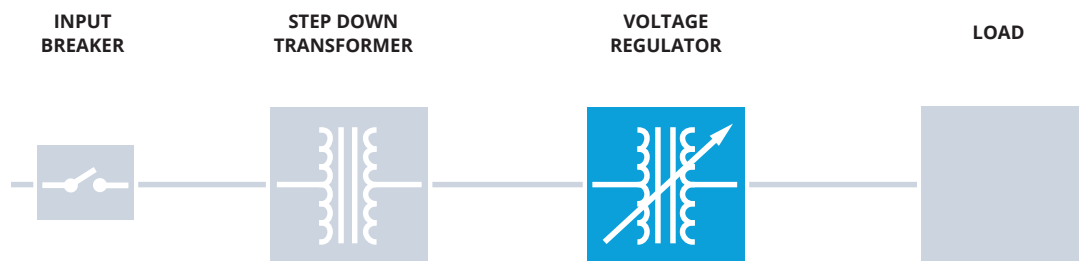 INPUT
BREAKER
STEP DOWN
TRANSFORMER
VOLTAGE
REGULATOR
LOAD